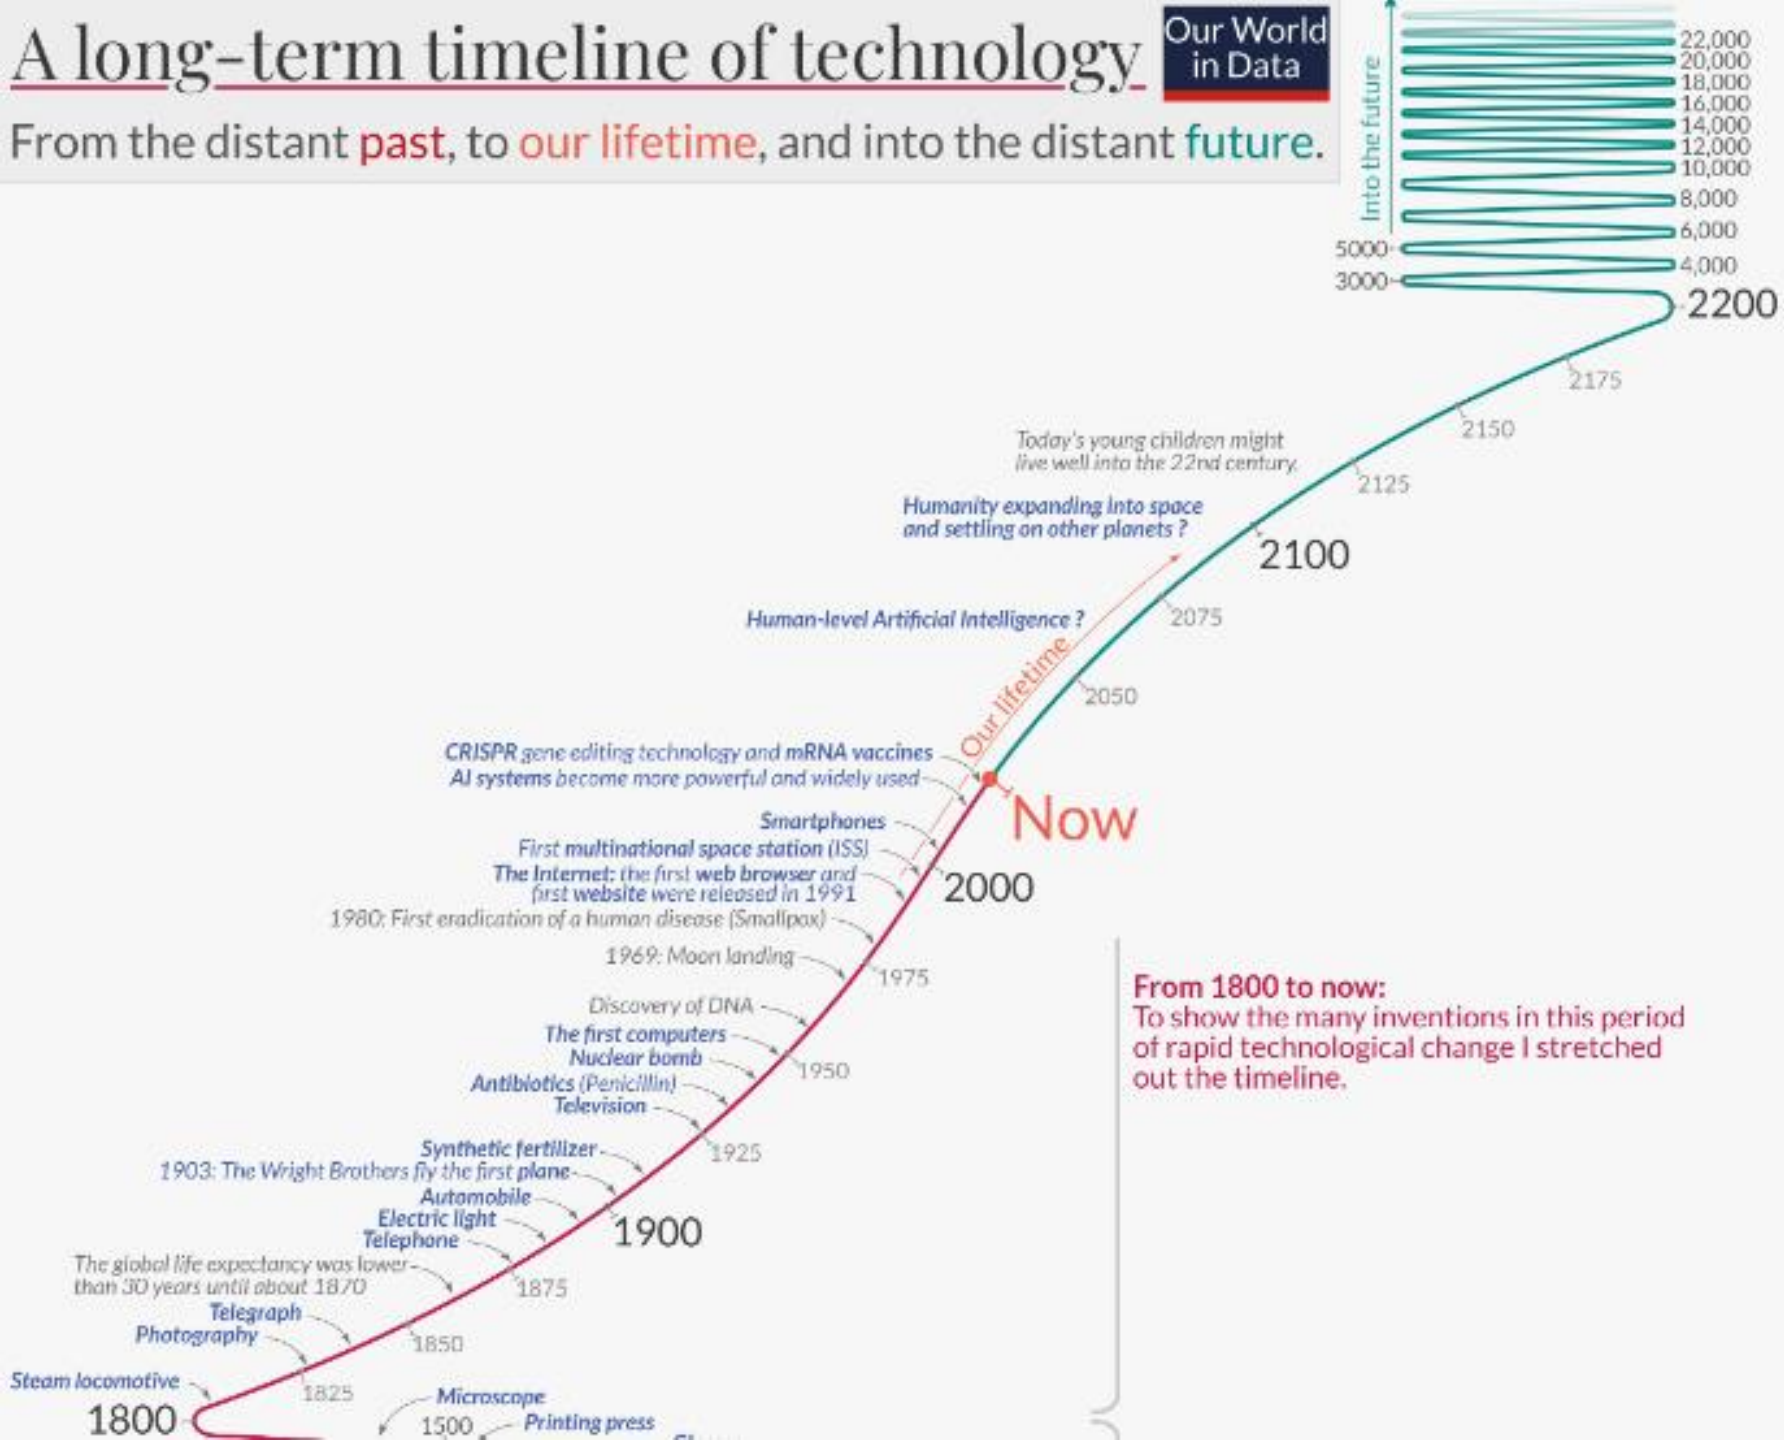 A long-term timeline of technology
Our World
in Data
From the distant past, to our lifetime, and into the distant future.
Into the future
22,000
20,000
18,000
16,000
14,000
12,000
10,000
8,000
6,000
5000
4,000
3000
2200
2175
2150
2125
Today's young children might
live well into the 22nd century.
Humanity expanding into space
and settling on other planets ?
2100
2075
Human-level Artificial Intelligence ?
Our lifetime
2050
CRISPR gene editing technology and mRNA vaccines
AI systems become more powerful and widely used
Now
Smartphones
First multinational space station (ISS)
The Internet: the first web browser and
first website were released in 1991
2000
1980: First eradication of a human disease (Smallpox)
1969: Moon landing
1975
From 1800 to now:
To show the many inventions in this period
of rapid technological change I stretched
out the timeline.
Discovery of DNA
The first computers
Nuclear bomb
1950
Antibiotics (Penicillin)
Television
1925
Synthetic fertilizer
1903: The Wright Brothers fly the first plane
Automobile
Electric light
1900
Telephone
The global life expectancy was lower
than 30 years until about 1870
1875
Telegraph
Photography
1850
Steam locomotive
1825
1800
Microscope
1500
Printing press